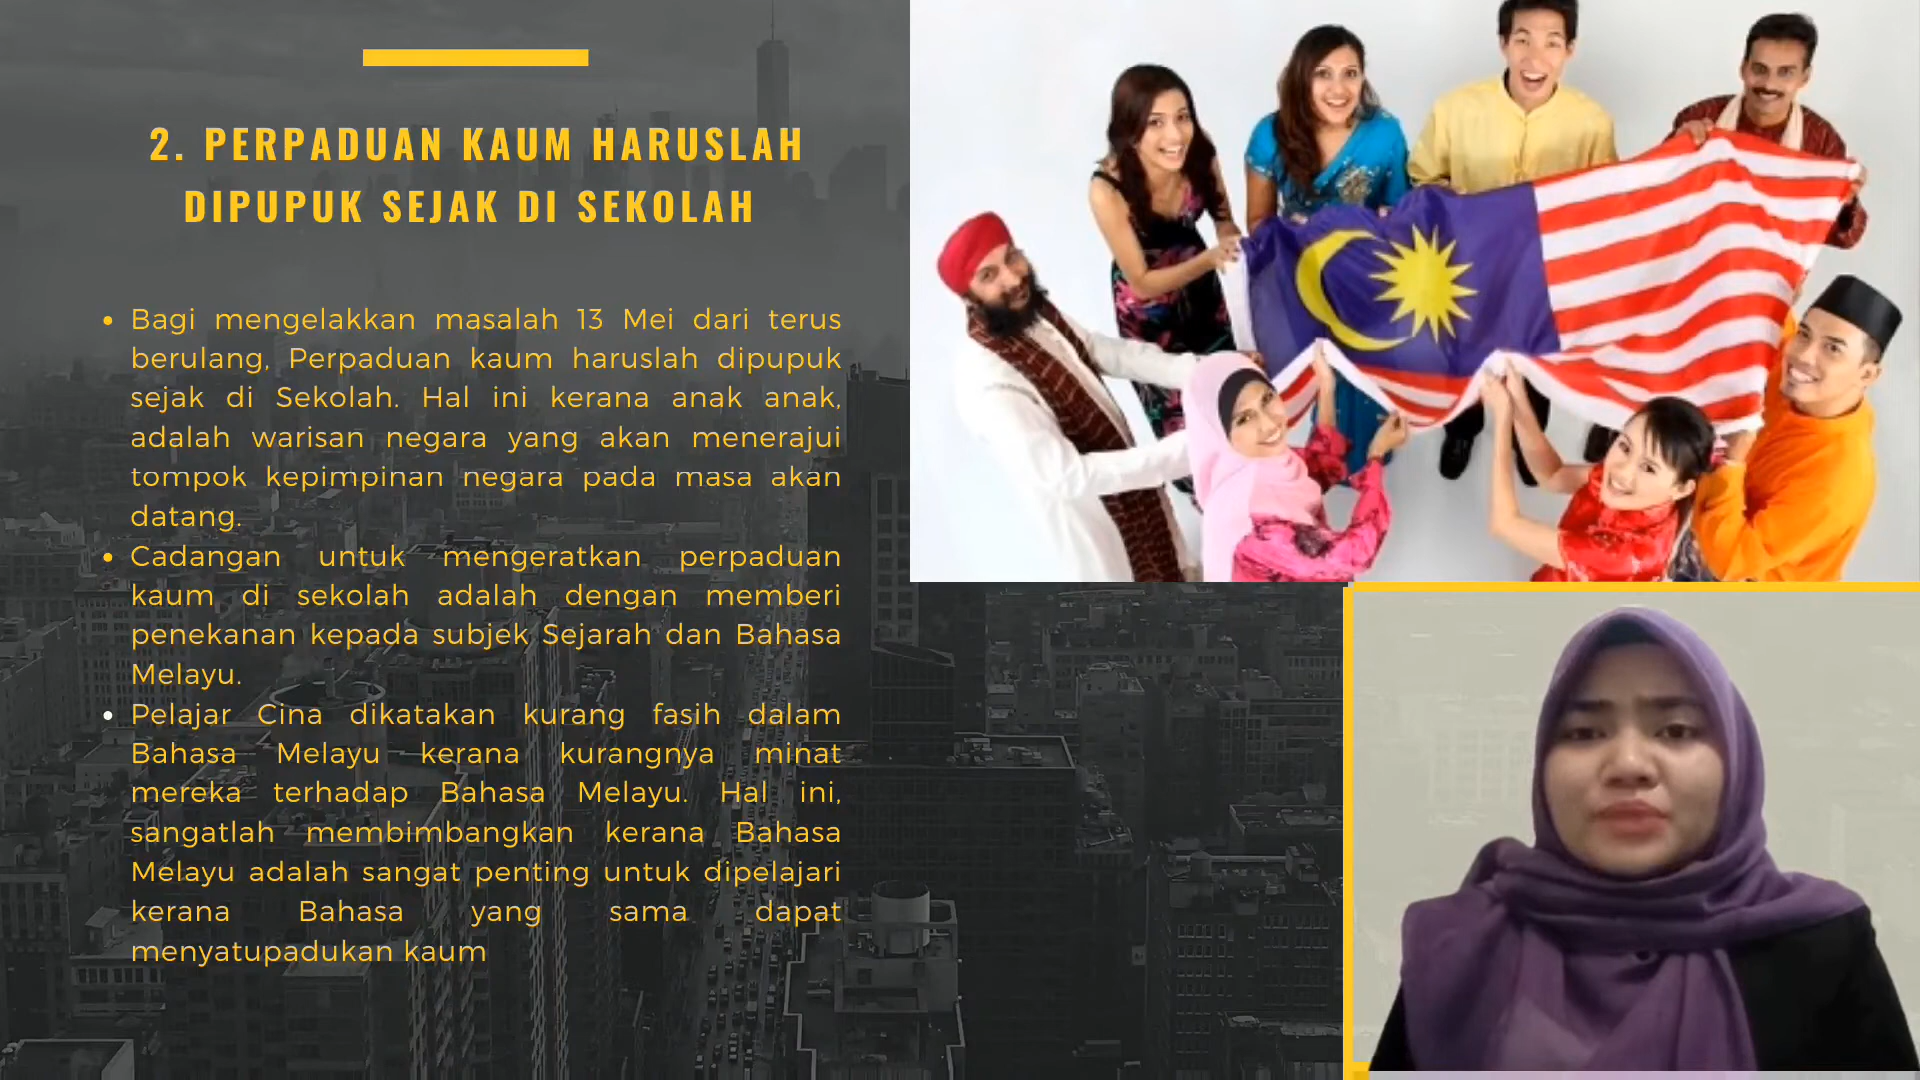 2. PERPADUAN KAUM HARUSLAH
DIPUPUK SEJAK DI SEKOLAH
Bagi mengelakkan masalah 13 Mei dari terus
berulang, Perpaduan kaum haruslah dipupuk
sejak di Sekolah. Hal ini kerana anak anak,
adalah warisan negara yang akan menerajui
tompok kepimpinan negara pada masa akan
datang.
Cadangan untuk mengeratkan perpaduan
kaum di sekolah adalah dengan memberi
penekanan kepada subjek Sejarah dan Bahasa
Melayu.
Pelajar Cina dikatakan kurang fasih dalam
Bahasa Melayu kerana kurangnya minat
mereka terhadap Bahasa Melayu. Hal ini,
sangatlah membimbangkan kerana Bahasa
Melayu adalah sangat penting untuk dipelajari
kerana Bahasa yang sama dapat
menyatupadukan kaum